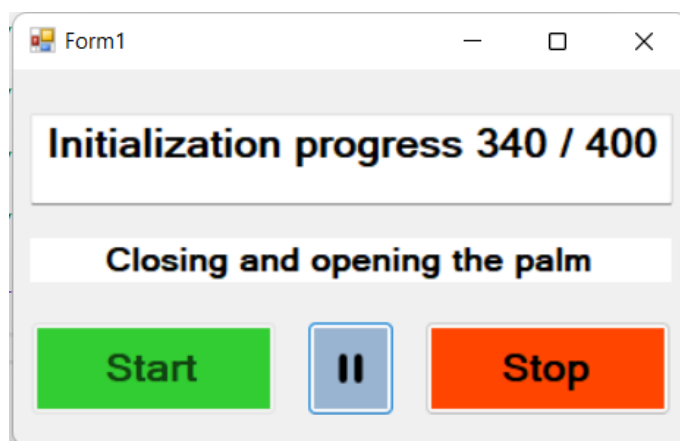 Form1
Initialization progress 340 / 400
Closing and opening the palm
Start
Stop